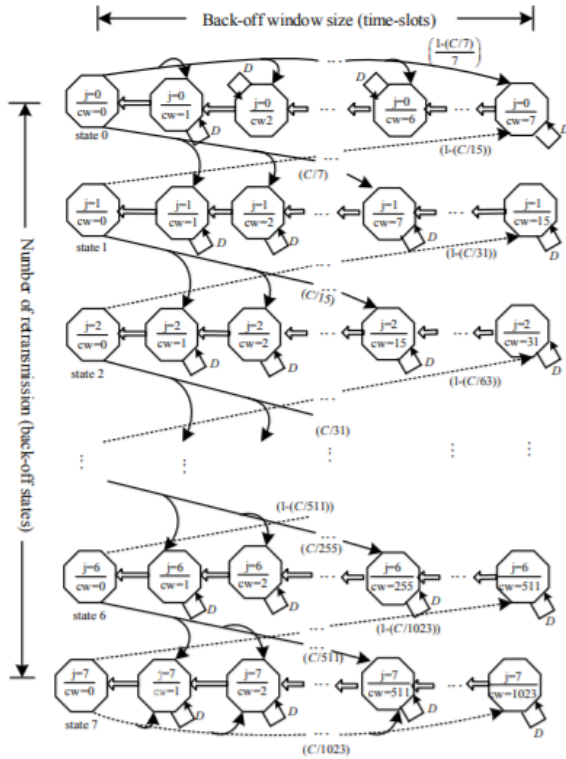 Back-off window size (time-slots)
Number of retransmission (back-off states)
(1-(C/7))
7
j=0 cw=0
j=0 cw=1
j=0 cw2
...
j=0 cw=6
...
j=0 cw=7
D D D D D
state 0
(C/7)
(1-(C/15))
j=1 cw=0
j=1 cw=1
j=1 cw=2
...
j=1 cw=7
...
j=1 cw=15
D D D D
state 1
(C/15)
(1-(C/31))
j=2 cw=0
j=2 cw=1
j=2 cw=2
...
j=2 cw=15
...
j=2 cw=31
D D D D
state 2
(C/31)
(1-(C/63))
(1-(C/511))
(C/255)
j=6 cw=0
j=6 cw=1
j=6 cw=2
...
j=6 cw=255
...
j=6 cw=511
D D D D
state 6
(C/511)
(1-(C/1023))
j=7 cw=0
j=7 cw=1
j=7 cw=2
...
j=7 cw=511
...
j=7 cw=1023
D D D D
state 7
(C/1023)